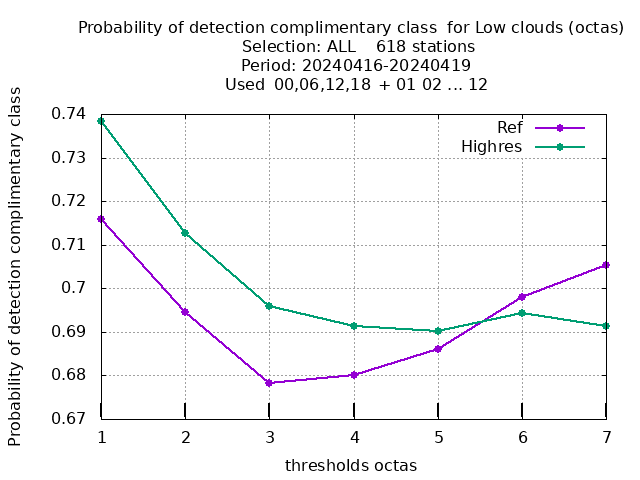 Probability of detection complimentary class  for Low clouds (octas)
Selection: ALL    618 stations
Period: 20240416-20240419
Used  00,06,12,18 + 01 02 ... 12
Probability of detection complimentary class
0.74
0.73
0.72
0.71
0.7
0.69
0.68
0.67
Ref
Highres
1 2 3 4 5 6 7
thresholds octas